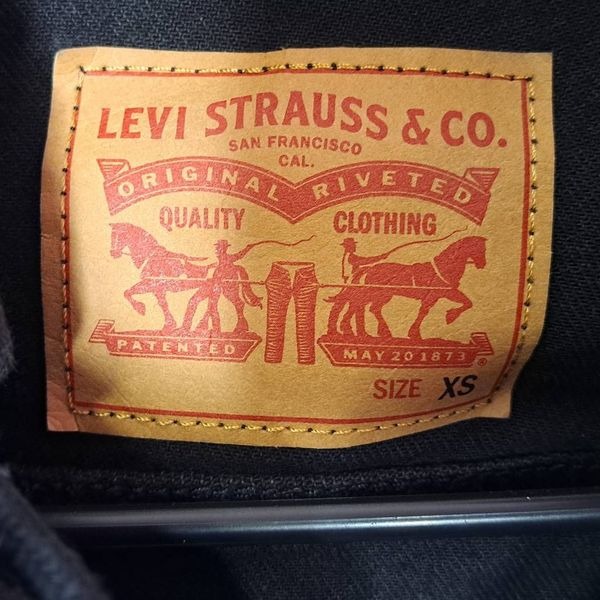 LEVI STRAUSS & CO.
SAN FRANCISCO
CAL.
ORIGINAL RIVETED
QUALITY CLOTHING
PATENTED MAY 20 1873 ®
SIZE XS